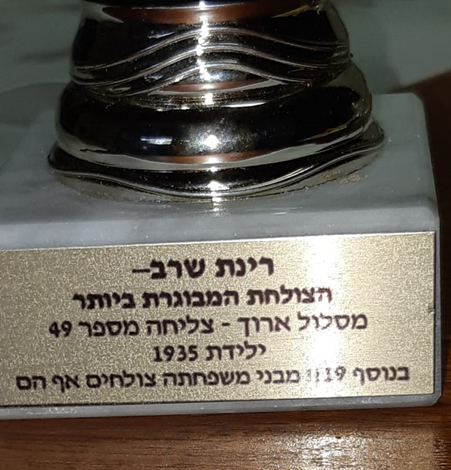 רינת שרב–
הצולחת המבוגרת ביותר
מסלול ארוך - צליחה מספר 49
ילידת 1935
בנוסף 19 מבני משפחתה צולחים אף הם